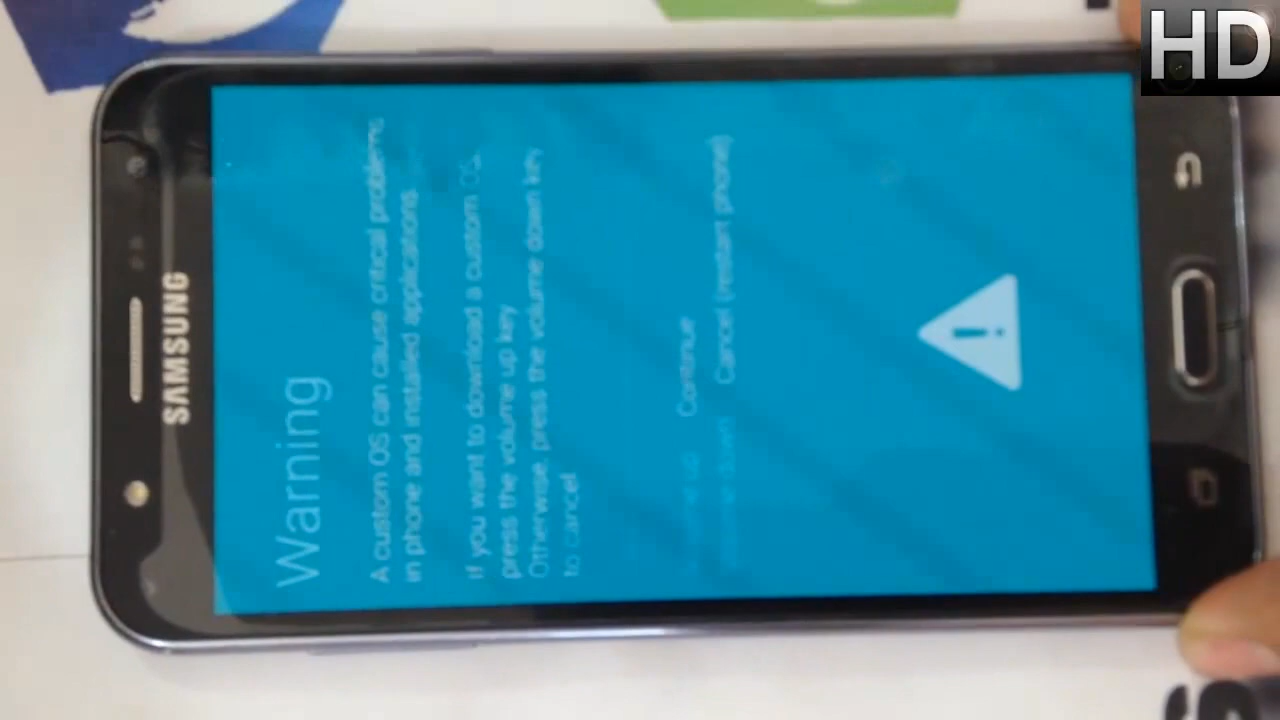 HD
SAMSUNG
Warning
A custom OS can cause critical problems
in phone and installed applications.
If you want to download a custom OS,
press the volume up key
Otherwise, press the volume down key
to cancel
up Continue
down Cancel (restart phone)